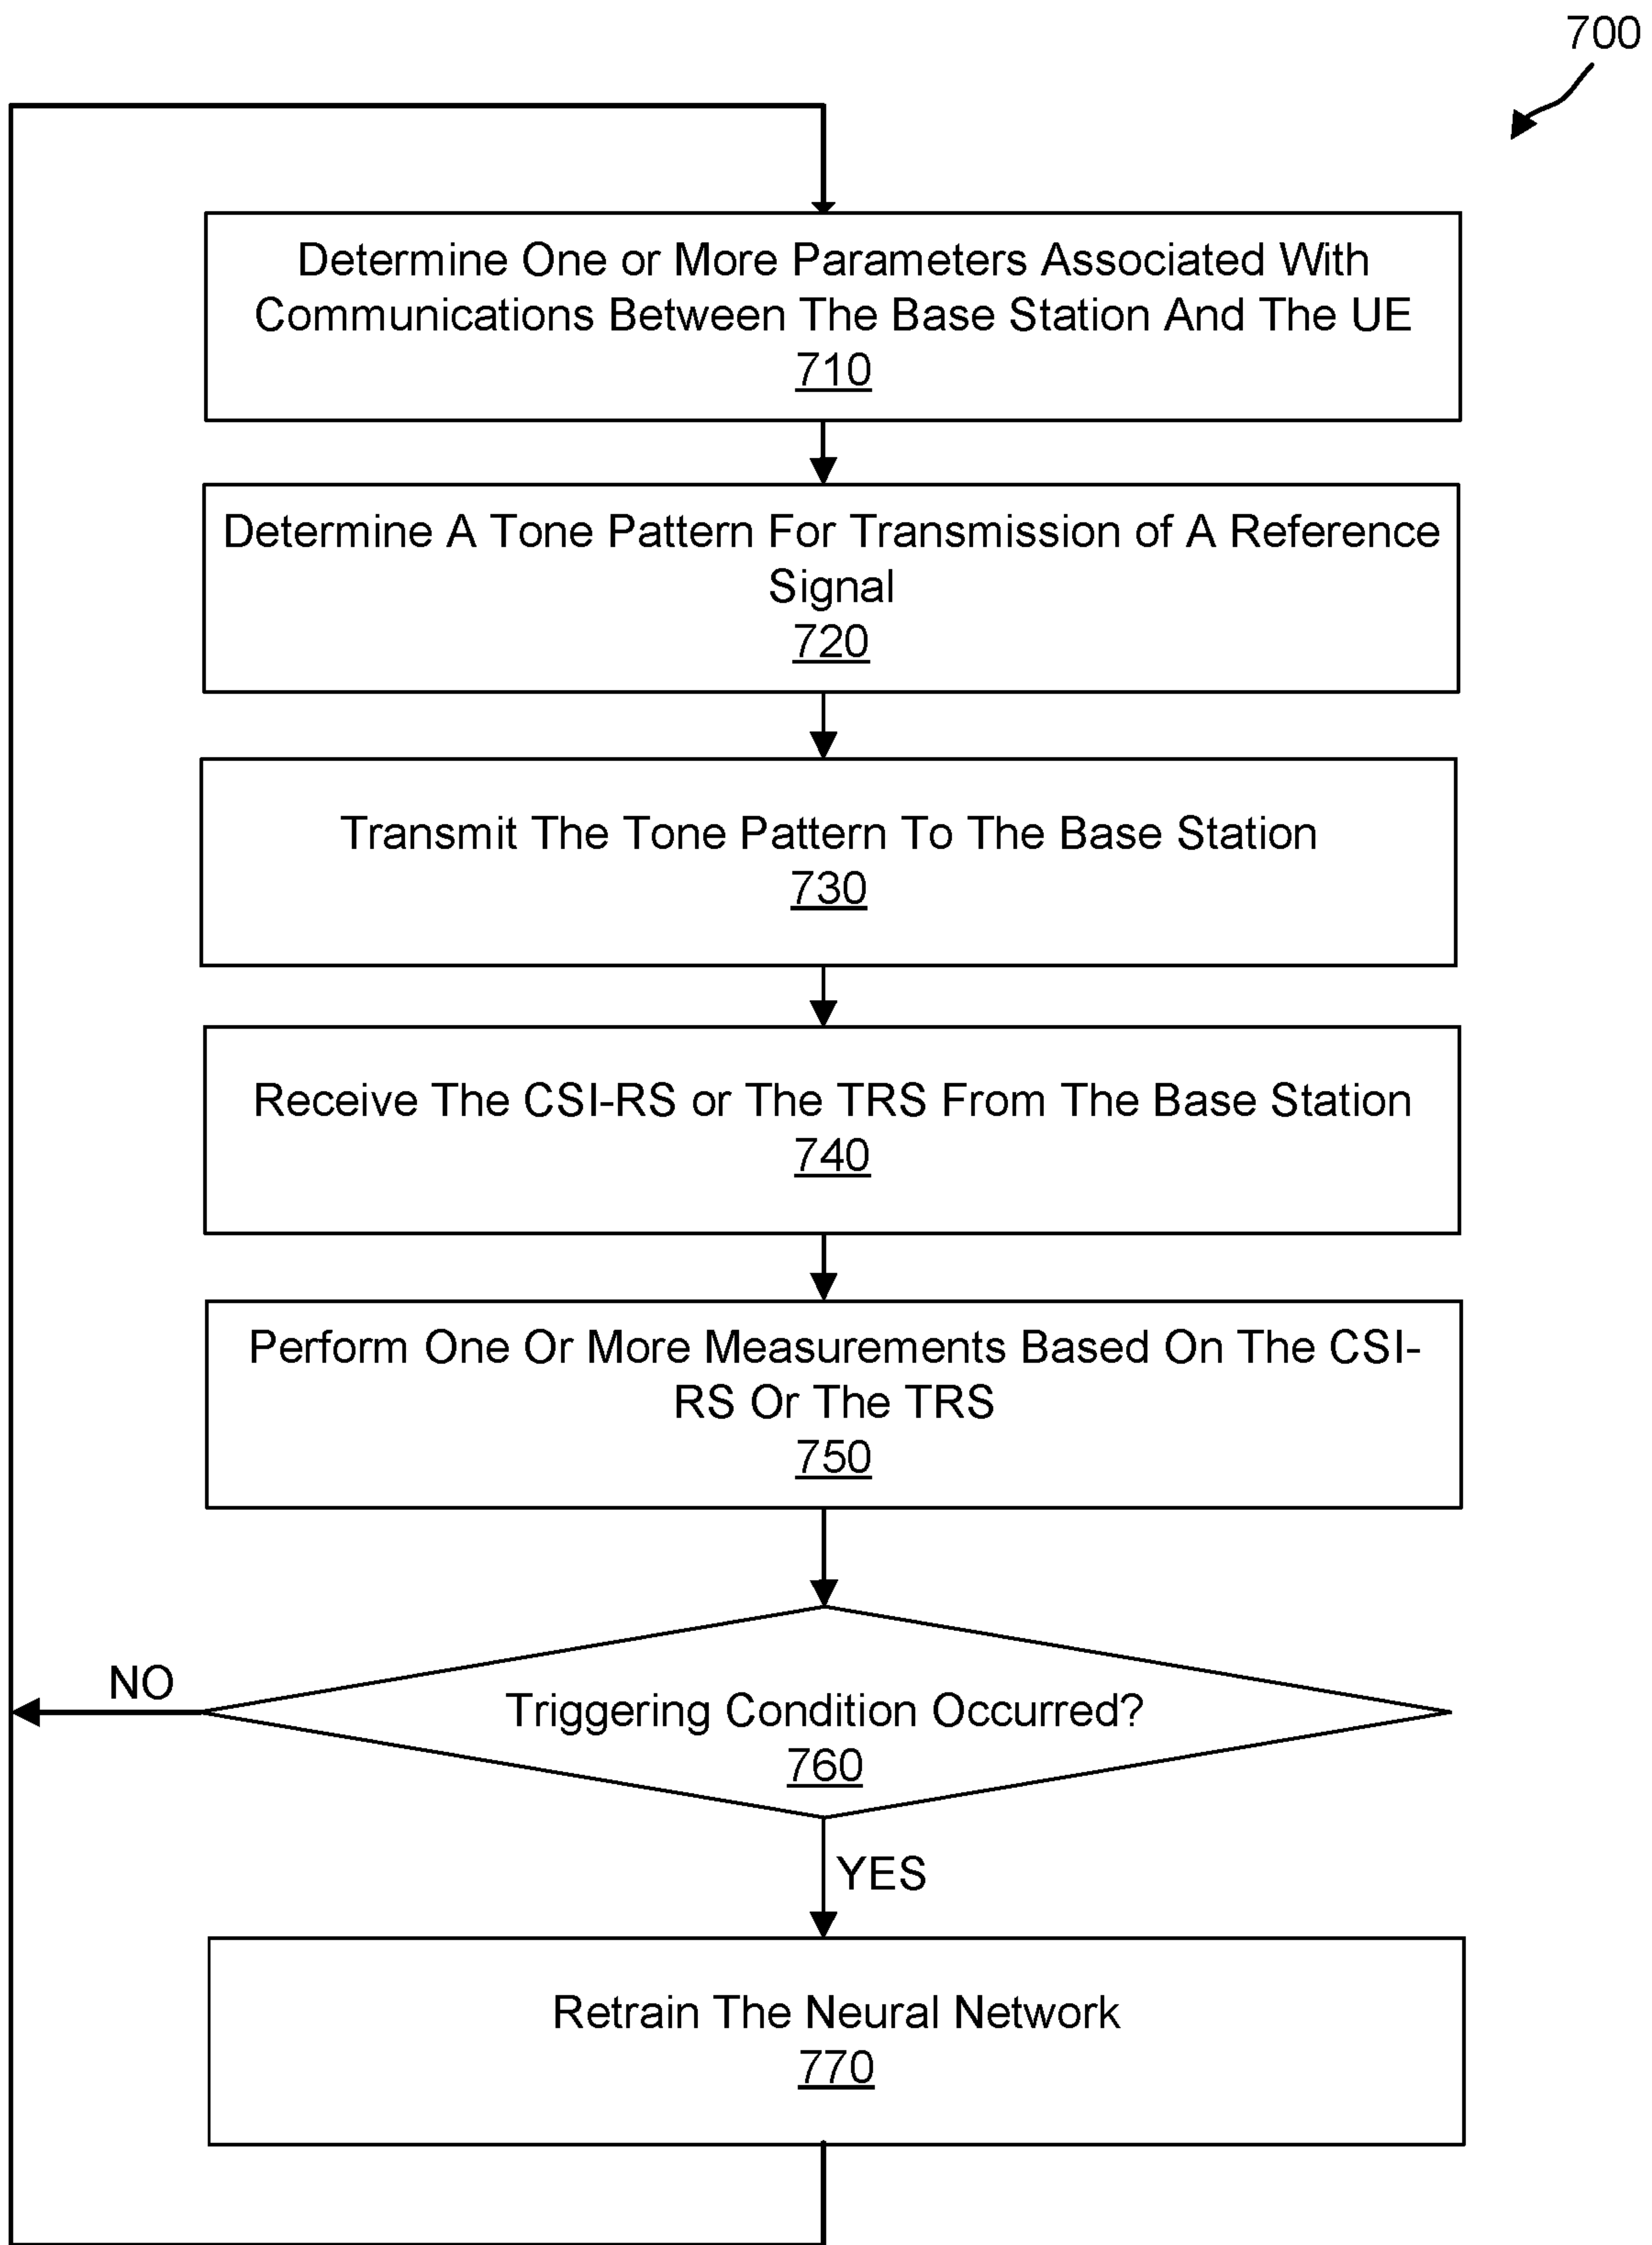 700
Determine One or More Parameters Associated With
Communications Between The Base Station And The UE
710
Determine A Tone Pattern For Transmission of A Reference
Signal
720
Transmit The Tone Pattern To The Base Station
730
Receive The CSI-RS or The TRS From The Base Station
740
Perform One Or More Measurements Based On The CSI-
RS Or The TRS
750
NO
Triggering Condition Occurred?
760
YES
Retrain The Neural Network
770